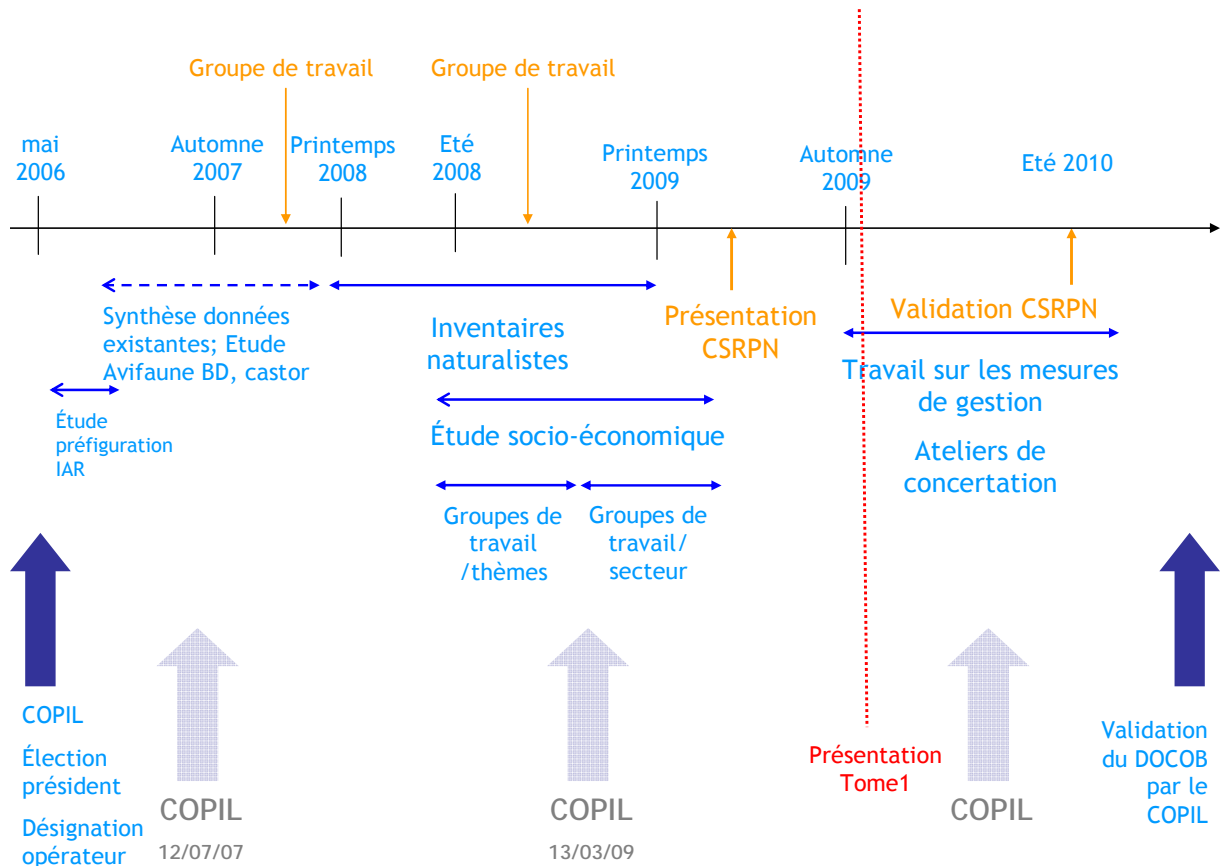 Groupe de travail
Groupe de travail
mai
2006
Automne
2007
Printemps
2008
Eté
2008
Printemps
2009
Automne
2009
Eté 2010
Synthèse données
existantes; Etude
Avifaune BD, castor
Étude
préfiguration
IAR
Inventaires
naturalistes
Présentation
CSRPN
Validation CSRPN
Travail sur les mesures
de gestion
Étude socio-économique
Ateliers de
concertation
Groupes de
travail
/thèmes
Groupes de
travail/
secteur
COPIL
Élection
président
Désignation
opérateur
COPIL
12/07/07
COPIL
13/03/09
Présentation
Tome1
COPIL
Validation
du DOCOB
par le
COPIL